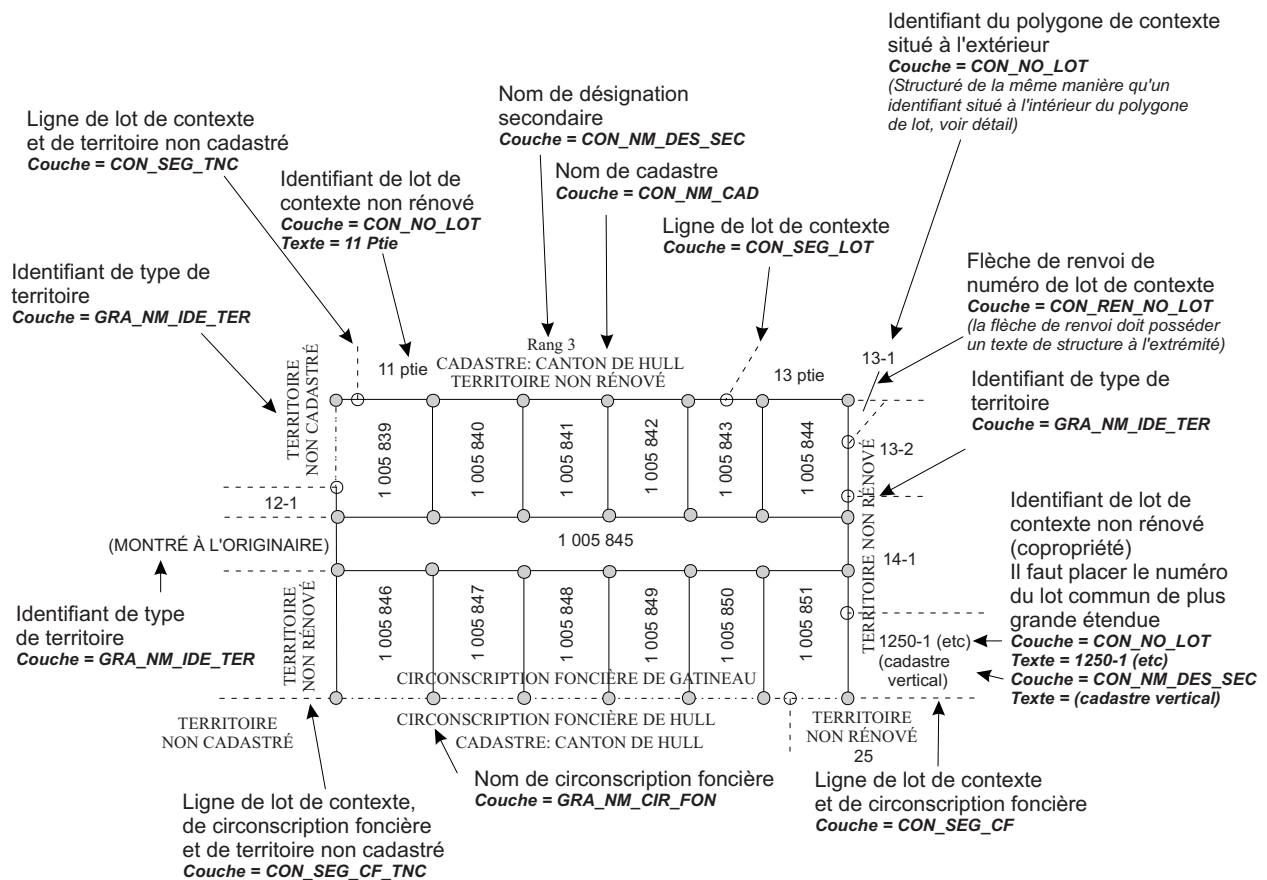 Identifiant du polygone de contexte
situé à l'extérieur
Couche = CON_NO_LOT
(Structuré de la même manière qu'un
identifiant situé à l'intérieur du polygone
de lot, voir détail)
Nom de désignation
secondaire
Couche = CON_NM_DES_SEC
Ligne de lot de contexte
et de territoire non cadastré
Couche = CON_SEG_TNC
Nom de cadastre
Couche = CON_NM_CAD
Identifiant de lot de
contexte non rénové
Couche = CON_NO_LOT
Texte = 11 Ptie
Ligne de lot de contexte
Couche = CON_SEG_LOT
Identifiant de type de
territoire
Couche = GRA_NM_IDE_TER
Flèche de renvoi de
numéro de lot de contexte
Couche = CON_REN_NO_LOT
(la flèche de renvoi doit posséder
un texte de structure à l'extrémité)
Rang 3
CADASTRE: CANTON DE HULL
TERRITOIRE NON RÉNOVÉ
11 ptie
13 ptie
13-1
Identifiant de type de
territoire
Couche = GRA_NM_IDE_TER
TERRITOIRE
NON CADASTRÉ
1 005 839
1 005 840
1 005 841
1 005 842
1 005 843
1 005 844
TERRITOIRE NON RÉNOVÉ
13-2
12-1
(MONTRÉ À L'ORIGINAIRE)
1 005 845
14-1
Identifiant de lot de
contexte non rénové
(copropriété)
Il faut placer le numéro
du lot commun de plus
grande étendue
Couche = CON_NO_LOT
Texte = 1250-1 (etc)
Couche = CON_NM_DES_SEC
Texte = (cadastre vertical)
Identifiant de type
de territoire
Couche = GRA_NM_IDE_TER
TERRITOIRE
NON RÉNOVÉ
1 005 846
1 005 847
1 005 848
1 005 849
1 005 850
1 005 851
1250-1 (etc)
(cadastre
vertical)
CIRCONSCRIPTION FONCIÈRE DE GATINEAU
TERRITOIRE
NON CADASTRÉ
CIRCONSCRIPTION FONCIÈRE DE HULL
CADASTRE: CANTON DE HULL
TERRITOIRE
NON RÉNOVÉ
25
Nom de circonscription foncière
Couche = GRA_NM_CIR_FON
Ligne de lot de contexte
et de circonscription foncière
Couche = CON_SEG_CF
Ligne de lot de contexte,
de circonscription foncière
et de territoire non cadastré
Couche = CON_SEG_CF_TNC